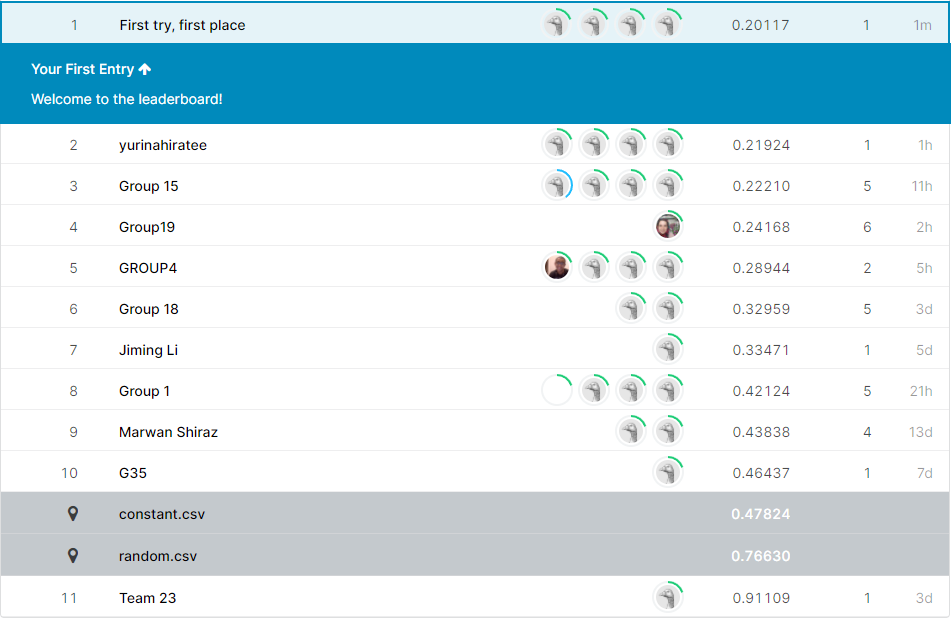 1 First try, first place 0.20117 1 1m
Your First Entry
Welcome to the leaderboard!
2 yurinahiratee 0.21924 1 1h
3 Group 15 0.22210 5 11h
4 Group19 0.24168 6 2h
5 GROUP4 0.28944 2 5h
6 Group 18 0.32959 5 3d
7 Jiming Li 0.33471 1 5d
8 Group 1 0.42124 5 21h
9 Marwan Shiraz 0.43838 4 13d
10 G35 0.46437 1 7d
constant.csv 0.47824
random.csv 0.76630
11 Team 23 0.91109 1 3d